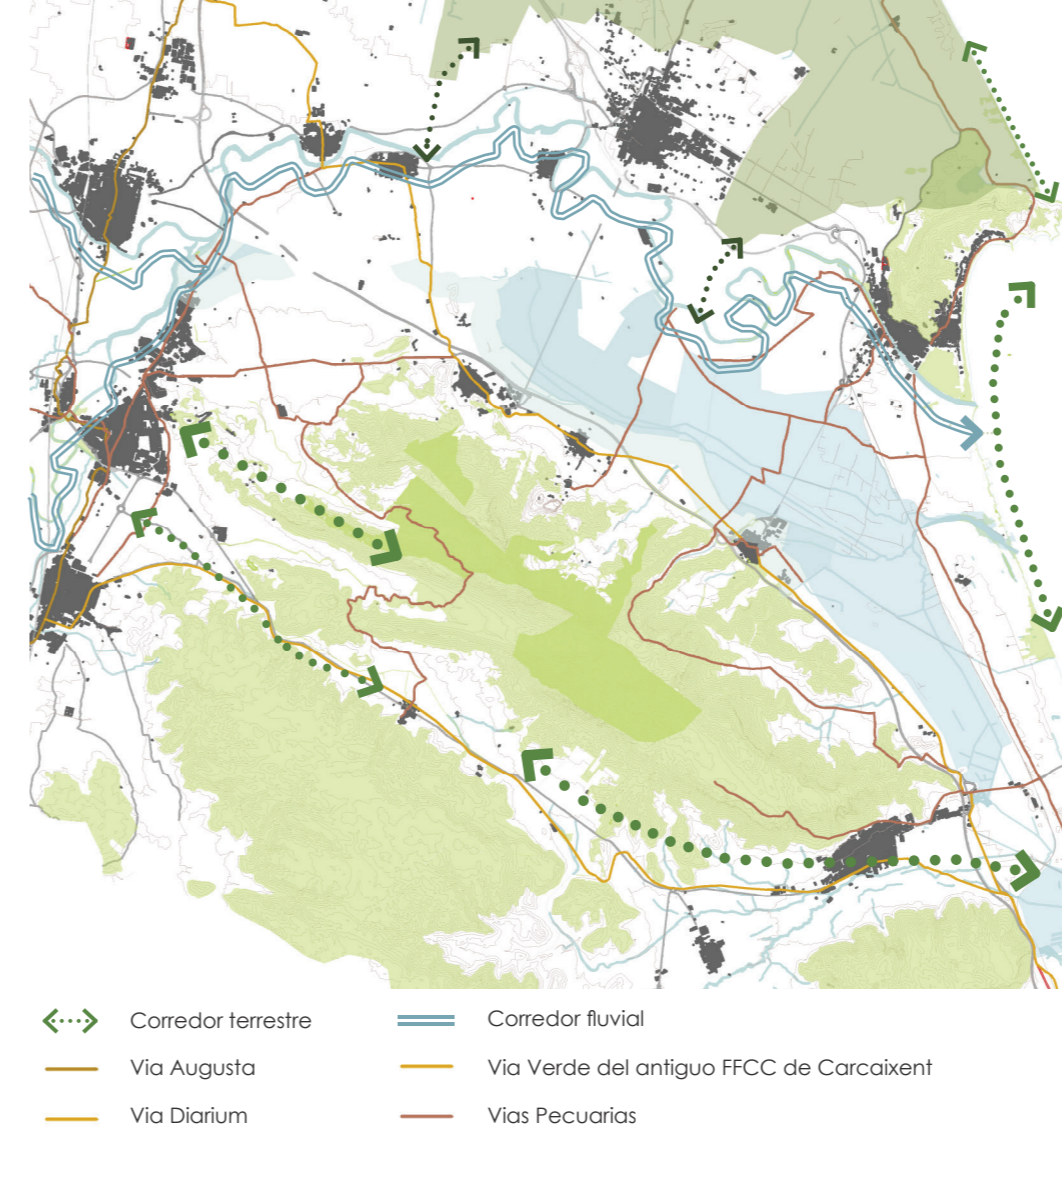 Corredor terrestre
Corredor fluvial
Via Augusta
Via Verde del antiguo FFCC de Carcaixent
Via Diarium
Vias Pecuarias